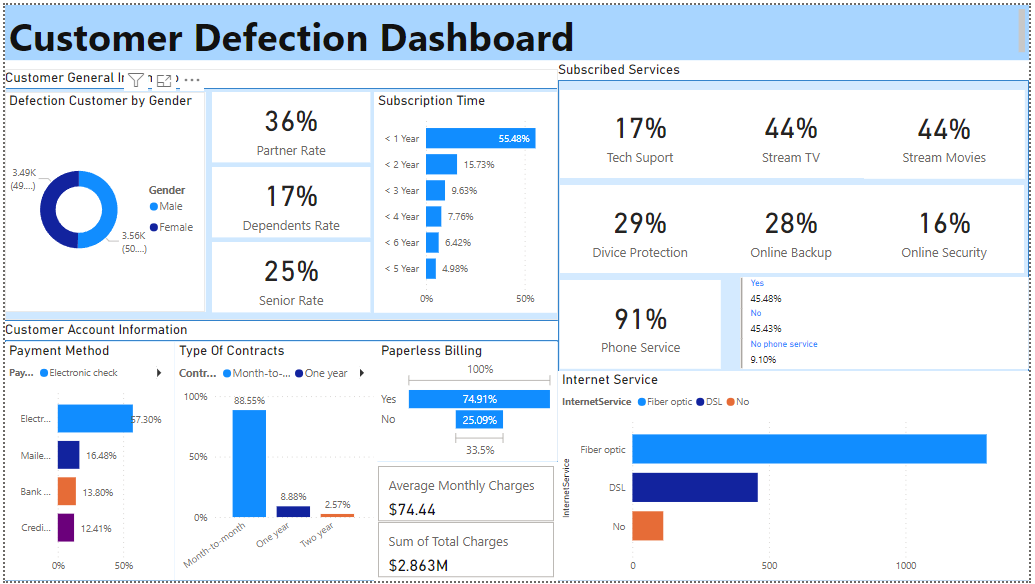 Customer Defection Dashboard
Customer General
Defection Customer by Gender
3.49K
(49....)
3.56K
(50....)
Gender
Male
Female
36%
Partner Rate
17%
Dependents Rate
25%
Senior Rate
Subscription Time
< 1 Year
55.48%
< 2 Year
15.73%
< 3 Year
9.63%
< 4 Year
7.76%
< 6 Year
6.42%
< 5 Year
4.98%
0%
50%
Subscribed Services
17%
Tech Suport
44%
Stream TV
44%
Stream Movies
29%
Divice Protection
28%
Online Backup
16%
Online Security
91%
Phone Service
Yes
45.48%
No
45.43%
No phone service
9.10%
Customer Account Information
Payment Method
Pay... Electronic check
Electr...
57.30%
Maile...
16.48%
Bank ...
13.80%
Credi...
12.41%
0%
50%
Type Of Contracts
Contr... Month-to-... One year
100%
50%
0%
88.55%
8.88%
2.57%
Month-to-month
One year
Two year
Paperless Billing
100%
Yes
74.91%
No
25.09%
33.5%
Average Monthly Charges
$74.44
Sum of Total Charges
$2.863M
Internet Service
InternetService Fiber optic DSL No
InternetService
Fiber optic
DSL
No
0
500
1000